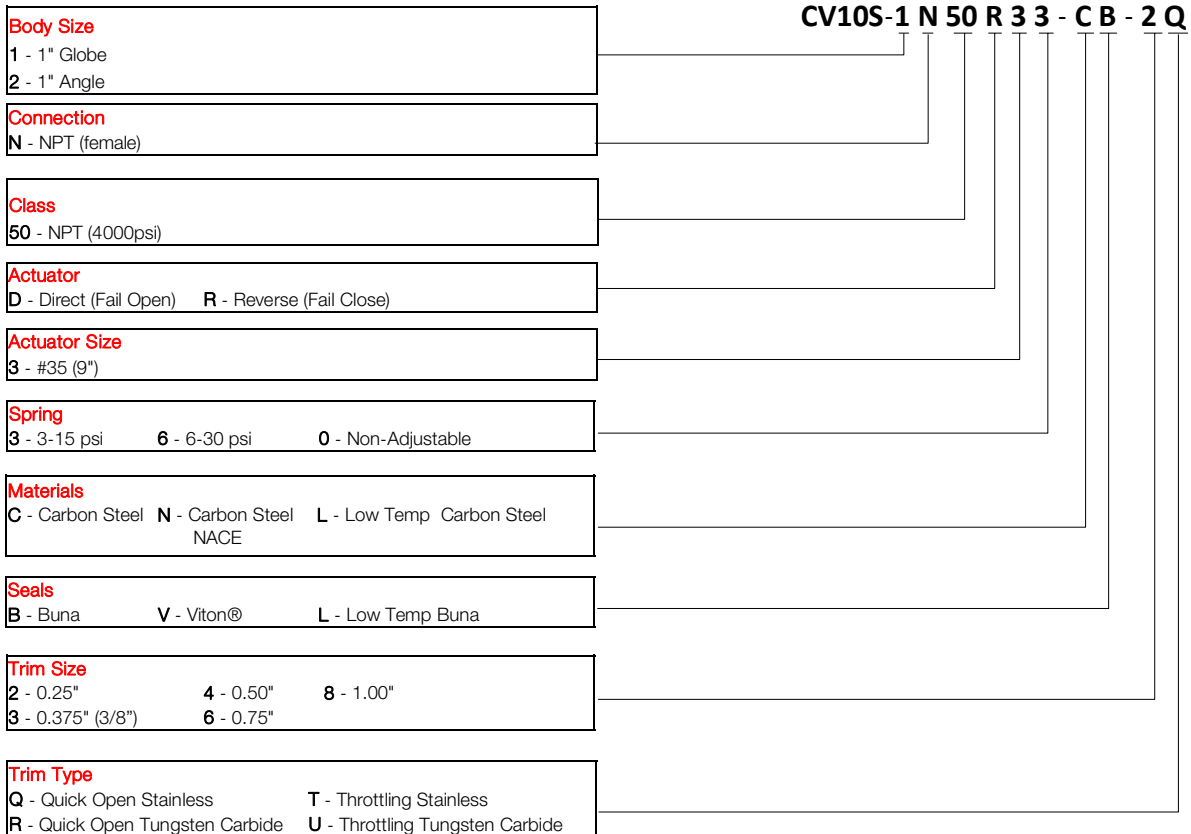 CV10S-1 N 50 R 3 3 - C B - 2 Q
Body Size
1 - 1" Globe
2 - 1" Angle
Connection
N - NPT (female)
Class
50 - NPT (4000psi)
Actuator
D - Direct (Fail Open) R - Reverse (Fail Close)
Actuator Size
3 - #35 (9")
Spring
3 - 3-15 psi 6 - 6-30 psi 0 - Non-Adjustable
Materials
C - Carbon Steel N - Carbon Steel L - Low Temp Carbon Steel
NACE
Seals
B - Buna V - Viton® L - Low Temp Buna
Trim Size
2 - 0.25" 4 - 0.50" 8 - 1.00"
3 - 0.375" (3/8”) 6 - 0.75"
Trim Type
Q - Quick Open Stainless T - Throttling Stainless
R - Quick Open Tungsten Carbide U - Throttling Tungsten Carbide